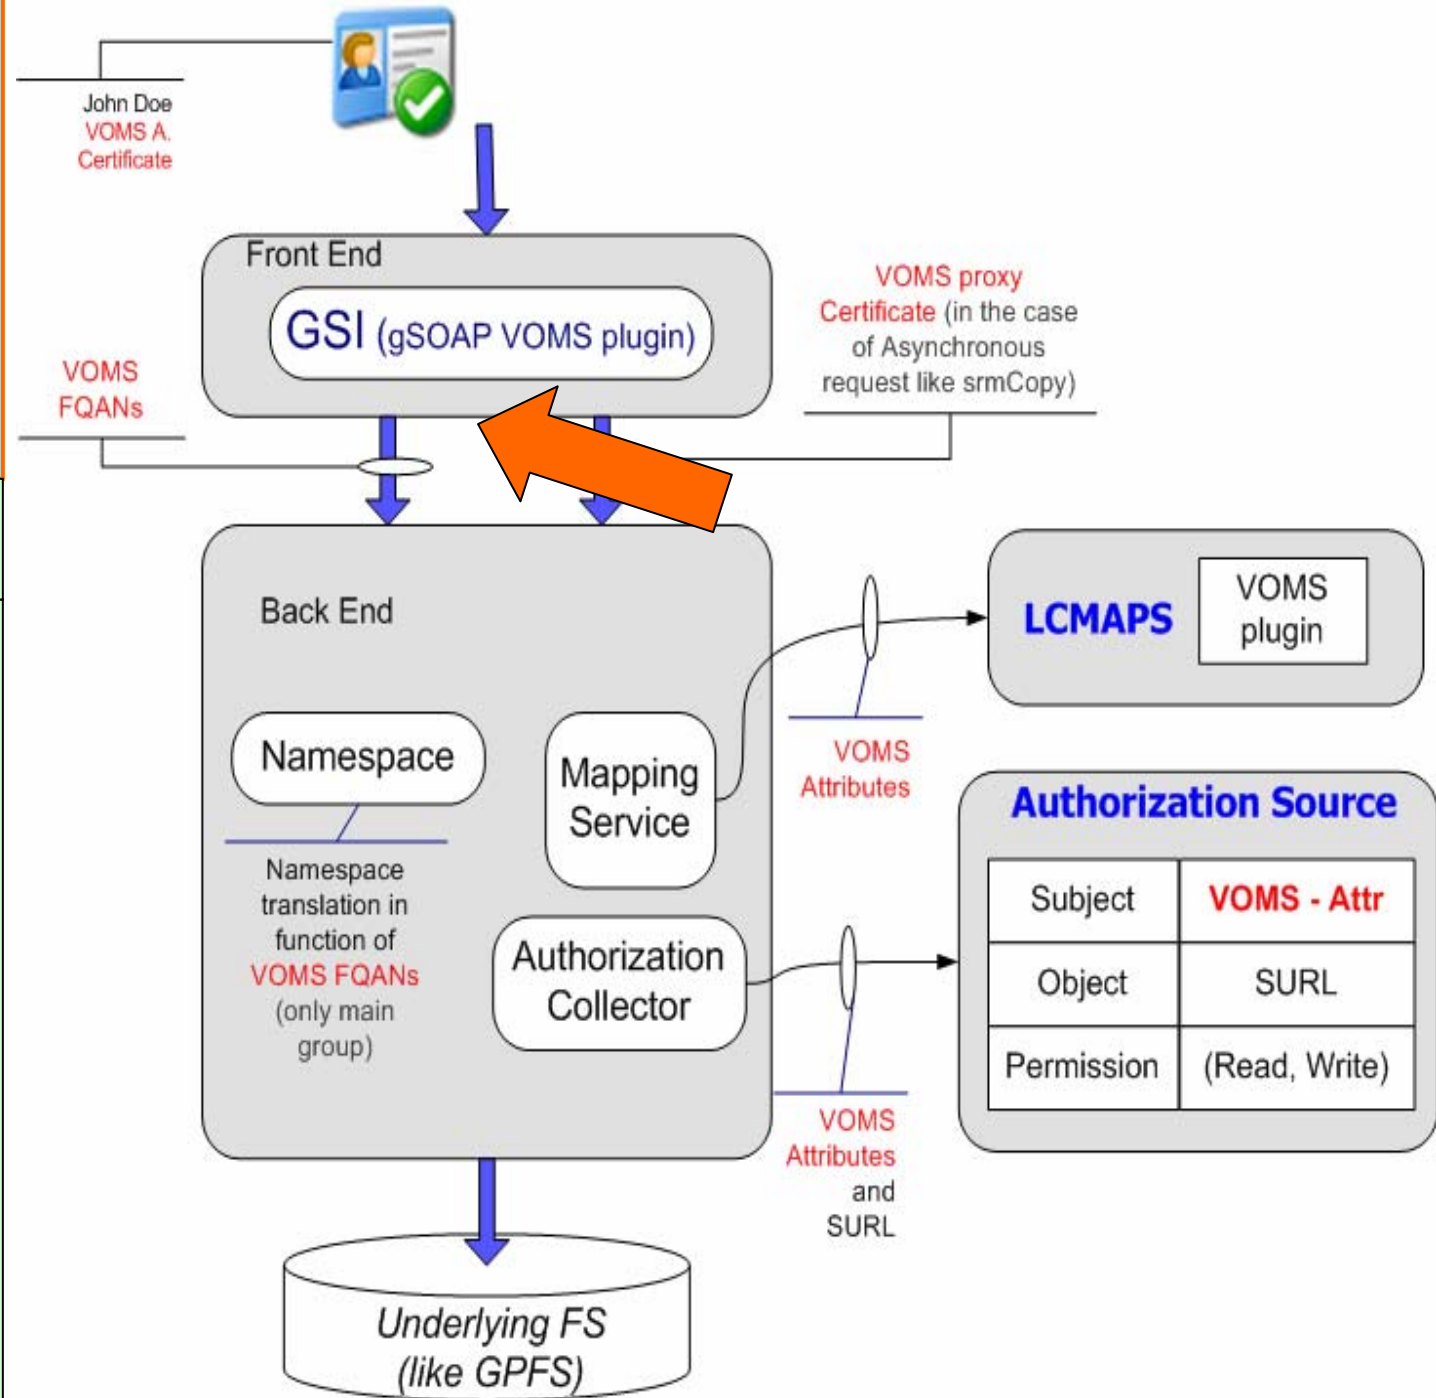 John Doe
VOMS A.
Certificate
Front End
GSI (gSOAP VOMS plugin)
VOMS proxy
Certificate (in the case
of Asynchronous
request like srmCopy)
VOMS
FQANs
Back End
LCMAPS
VOMS
plugin
Namespace
Mapping
Service
VOMS
Attributes
Namespace
translation in
function of
VOMS FQANs
(only main
group)
Authorization
Collector
Authorization Source
Subject VOMS - Attr
Object SURL
Permission (Read, Write)
VOMS
Attributes
and
SURL
Underlying FS
(like GPFS)